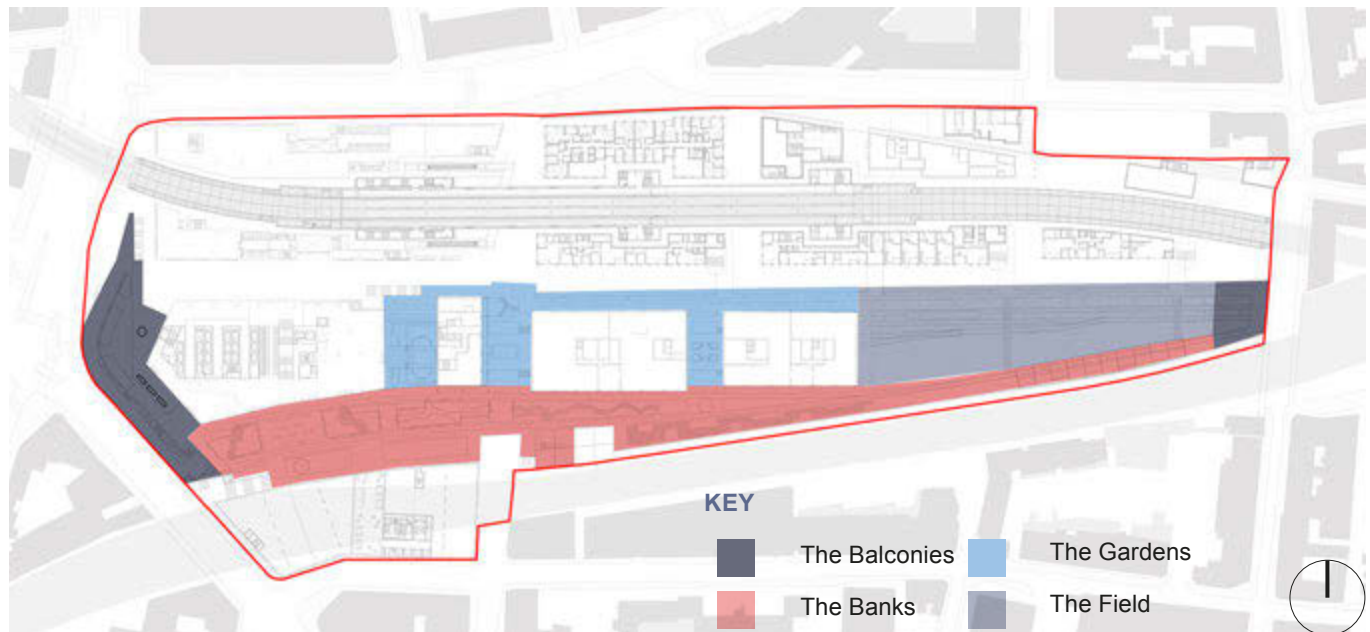 KEY
The Balconies
The Gardens
The Banks
The Field